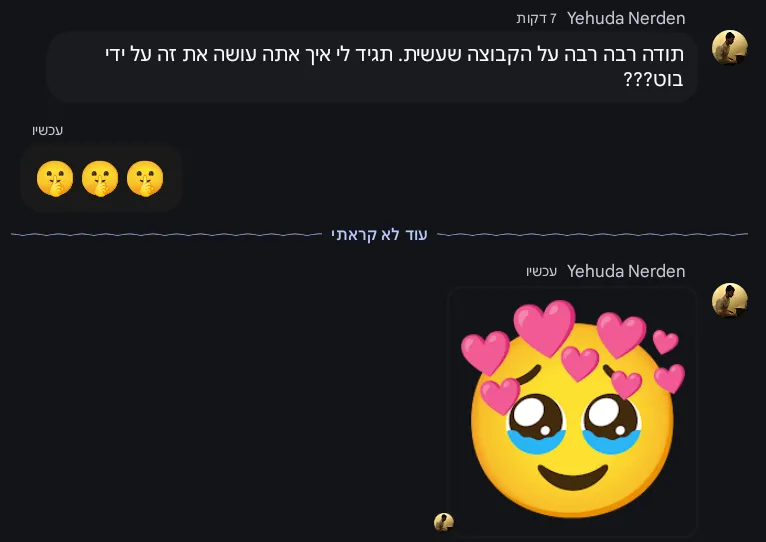 Yehuda Nerden 7 דקות
תודה רבה רבה על הקבוצה שעשית. תגיד לי איך אתה עושה את זה על ידי
בוט???
עכשיו
🤫🤫🤫
עוד לא קראתי
Yehuda Nerden עכשיו